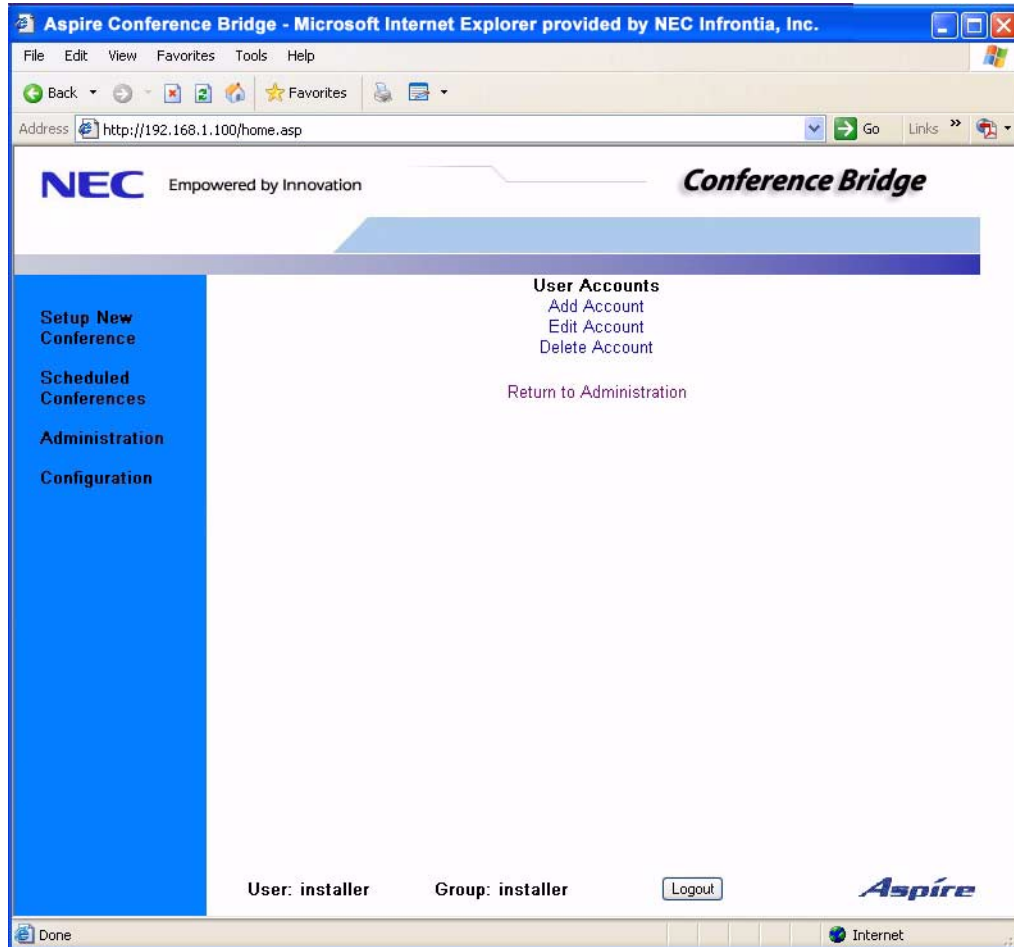 Aspire Conference Bridge - Microsoft Internet Explorer provided by NEC Infrontia, Inc.
File Edit View Favorites Tools Help
Back Favorites
Address http://192.168.1.100/home.asp Go Links »
NEC Empowered by Innovation Conference Bridge
User Accounts
Add Account
Edit Account
Delete Account
Return to Administration
Setup New
Conference
Scheduled
Conferences
Administration
Configuration
User: installer Group: installer Logout Aspire
Done Internet